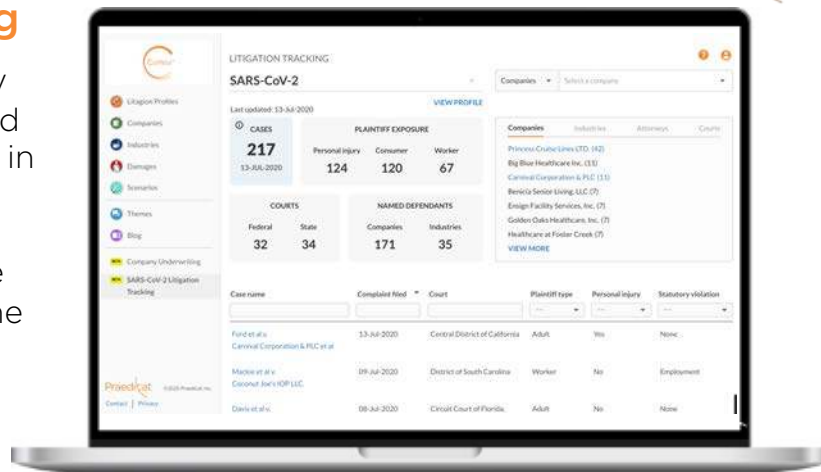 g
y
d
in
e
ne
LITIGATION TRACKING
SARS-CoV-2
Companies
Select a company
Last updated: 13-Jul-2020
VIEW PROFILE
CASES
217
13-JUL-2020
PLAINTIFF EXPOSURE
Personal injury Consumer Worker
124 120 67
COURTS
Federal State
32 34
NAMED DEFENDANTS
Companies Industries
171 35
Companies Industries Attorneys Courts
Princess Cruise Lines LTD. (42)
Big Blue Healthcare Inc. (11)
Carnival Corporation & PLC (11)
Benicia Senior Living, LLC (7)
Ensign Facility Services, Inc. (7)
Golden Oaks Healthcare, Inc. (7)
Healthcare at Foster Creek (7)
VIEW MORE
Litagion Profiles
Companies
Industries
Damages
Scenarios
Themes
Blog
Company Underwriting
SARS-CoV-2 Litigation
Tracking
Case name Complaint filed Court Plaintiff type Personal injury Statutory violation
Ford et al v. 13-Jul-2020 Central District of California Adult Yes None
Carnival Corporation & PLC et al
Mackie et al v. 09-Jul-2020 District of South Carolina Worker No Employment
Coconut Joe's IOP LLC
Davis et al v. 08-Jul-2020 Circuit Court of Florida, Adult No None
Praedicat ©2020 Praedicat, Inc.
Contact | Privacy